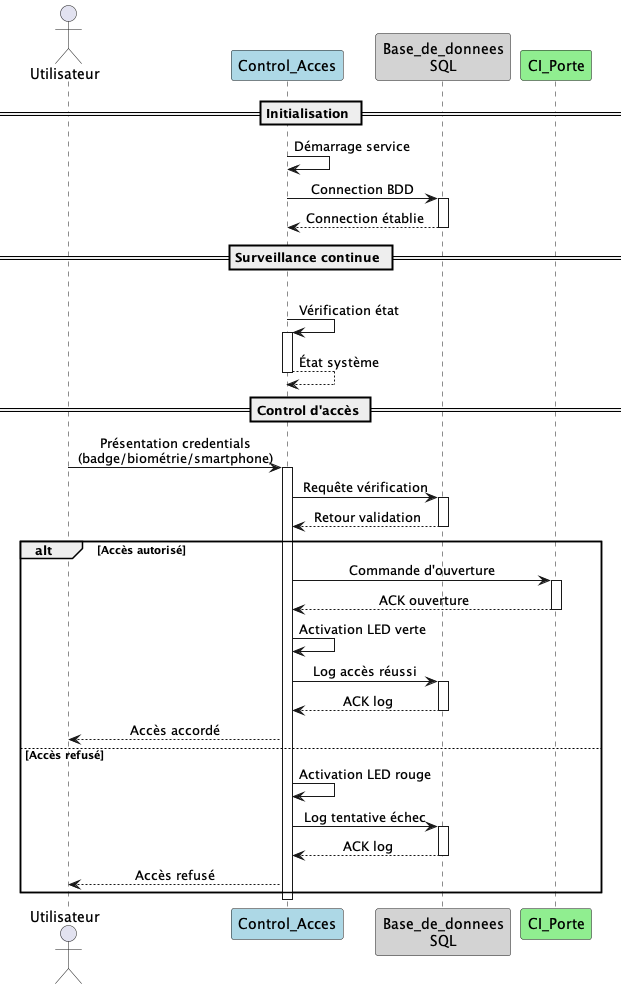 Utilisateur
Control_Acces
Base_de_donnees
SQL
CI_Porte
Initialisation
Démarrage service
Connection BDD
Connection établie
Surveillance continue
Vérification état
État système
Control d'accès
Présentation credentials
(badge/biométrie/smartphone)
Requête vérification
Retour validation
alt [Accès autorisé]
Commande d'ouverture
ACK ouverture
Activation LED verte
Log accès réussi
ACK log
Accès accordé
[Accès refusé]
Activation LED rouge
Log tentative échec
ACK log
Accès refusé
Utilisateur
Control_Acces
Base_de_donnees
SQL
CI_Porte